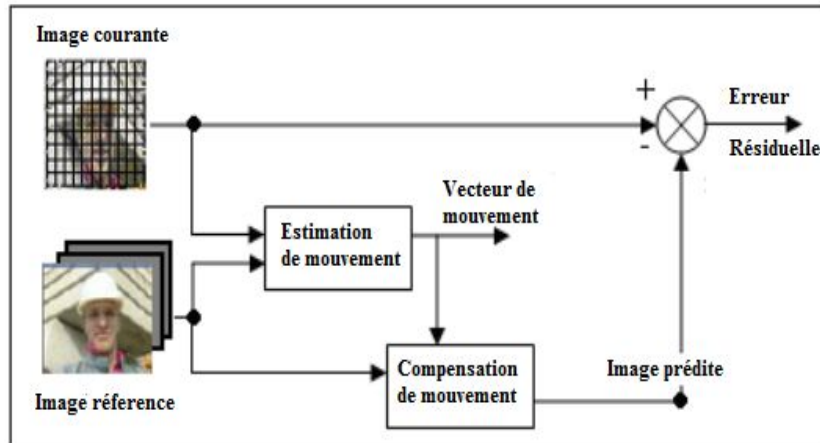 Image courante
+
Erreur
-
Résiduelle
Vecteur de
mouvement
Estimation
de mouvement
Compensation
de mouvement
Image prédite
Image réference